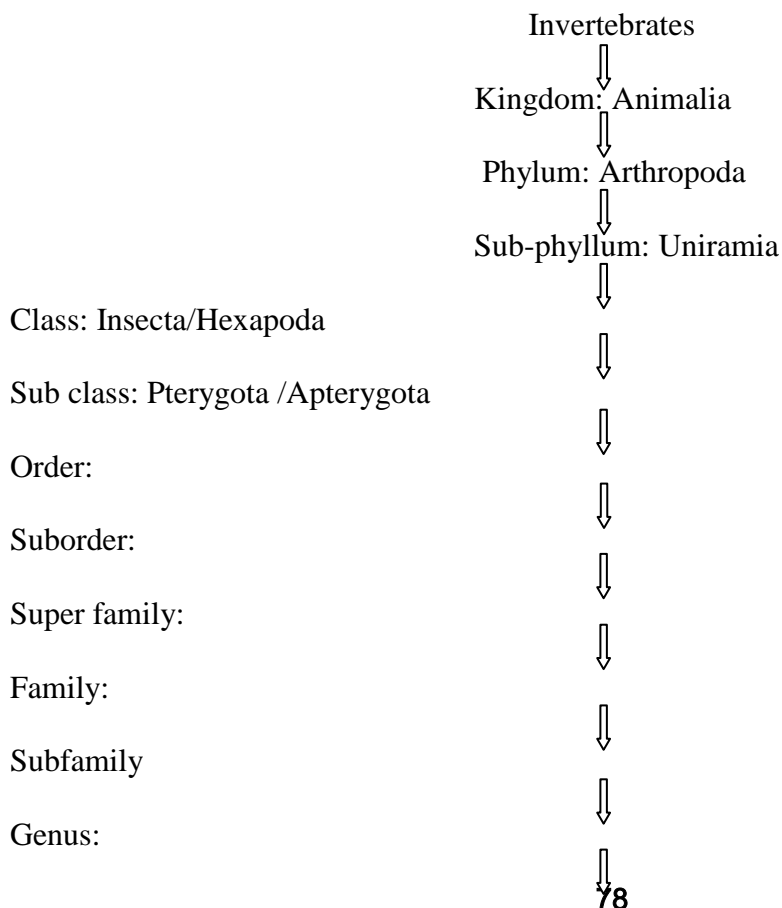 Invertebrates
Kingdom: Animalia
Phylum: Arthropoda
Sub-phyllum: Uniramia
Class: Insecta/Hexapoda
Sub class: Pterygota /Apterygota
Order:
Suborder:
Super family:
Family:
Subfamily
Genus:
78